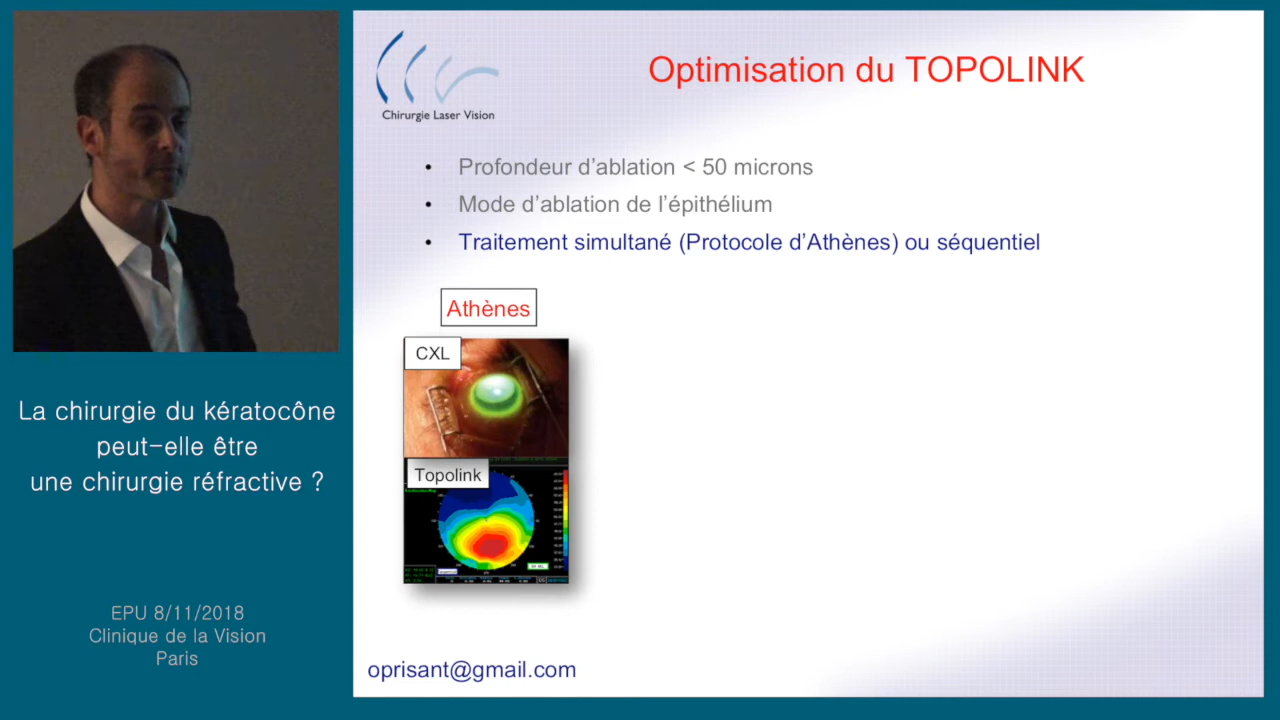 Chirurgie Laser Vision
Optimisation du TOPOLINK
• Profondeur d’ablation < 50 microns
• Mode d’ablation de l’épithélium
• Traitement simultané (Protocole d’Athènes) ou séquentiel
Athènes
CXL
Topolink
oprisant@gmail.com
La chirurgie du kératocône
peut-elle être
une chirurgie réfractive ?
EPU 8/11/2018
Clinique de la Vision
Paris